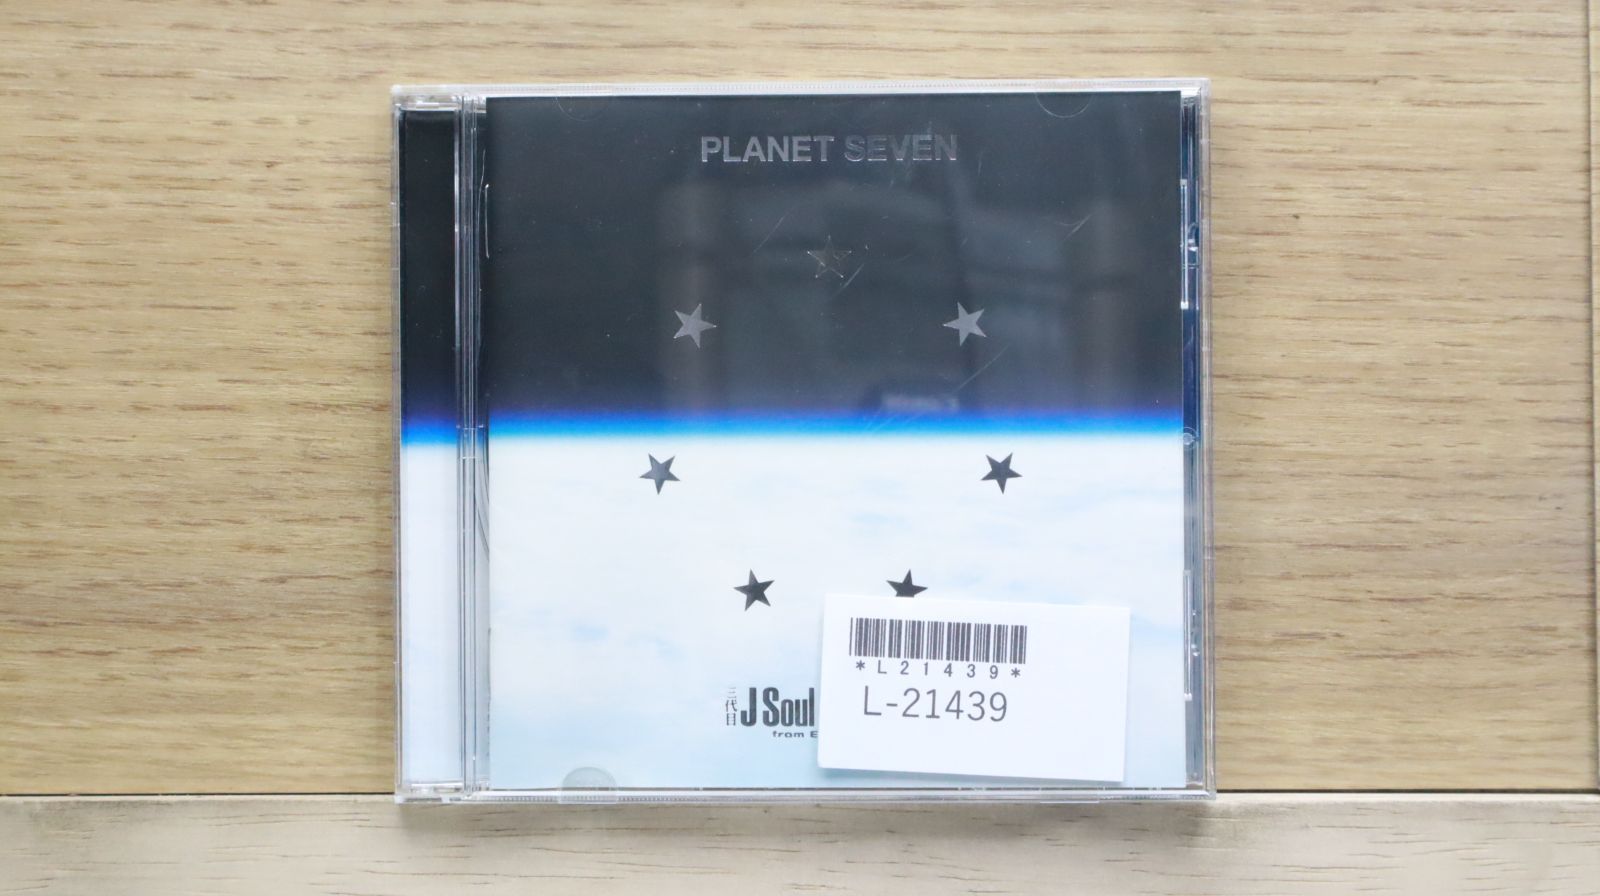 PLANET SEVEN
*L21439*
L-21439
三代目 J Soul
from E